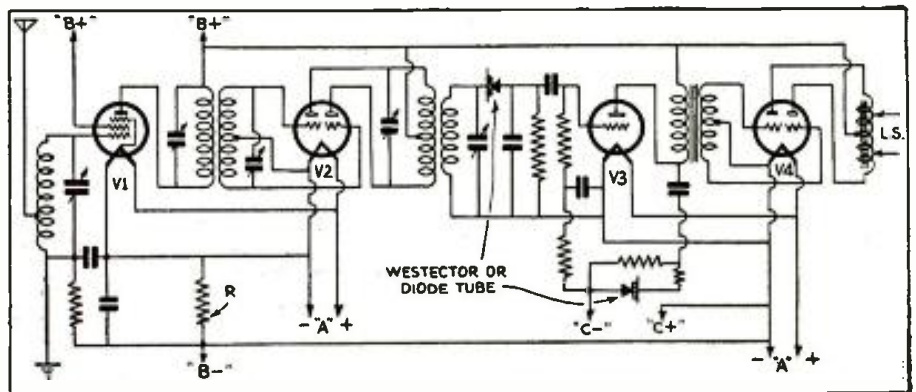 "B+" "B+"
V1
V2
V3
V4
L.S.
WESTECTOR OR
DIODE TUBE
R
- "A" +
"C-" "C+"
"B-"
- "A" +